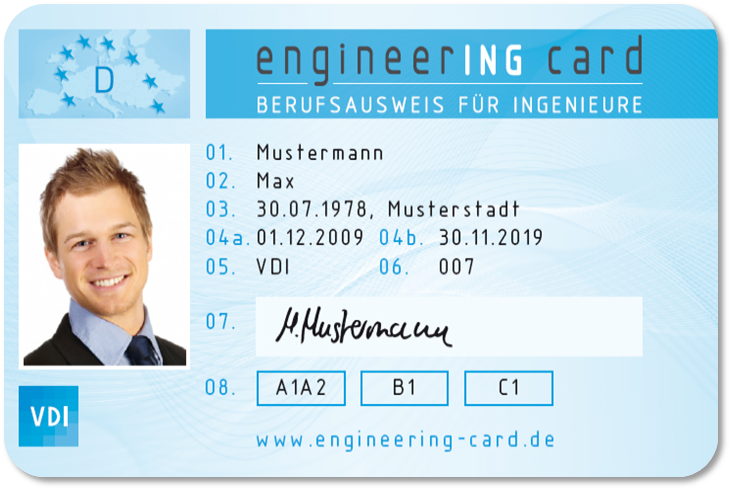 D
engineerING card
BERUFSAUSWEIS FÜR INGENIEURE
01. Mustermann
02. Max
03. 30.07.1978, Musterstadt
04a. 01.12.2009 04b. 30.11.2019
05. VDI 06. 007
07. M.Mustermann
08. A1A2 B1 C1
VDI
www.engineering-card.de